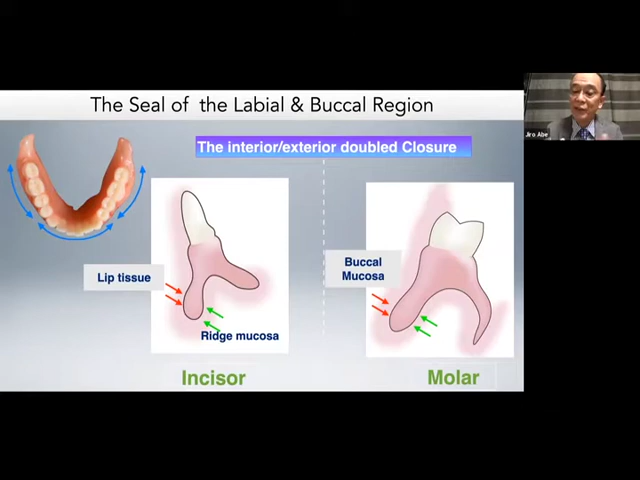 The Seal of the Labial & Buccal Region
Jiro Abe
The interior/exterior doubled Closure
Lip tissue
Ridge mucosa
Buccal
Mucosa
Incisor
Molar